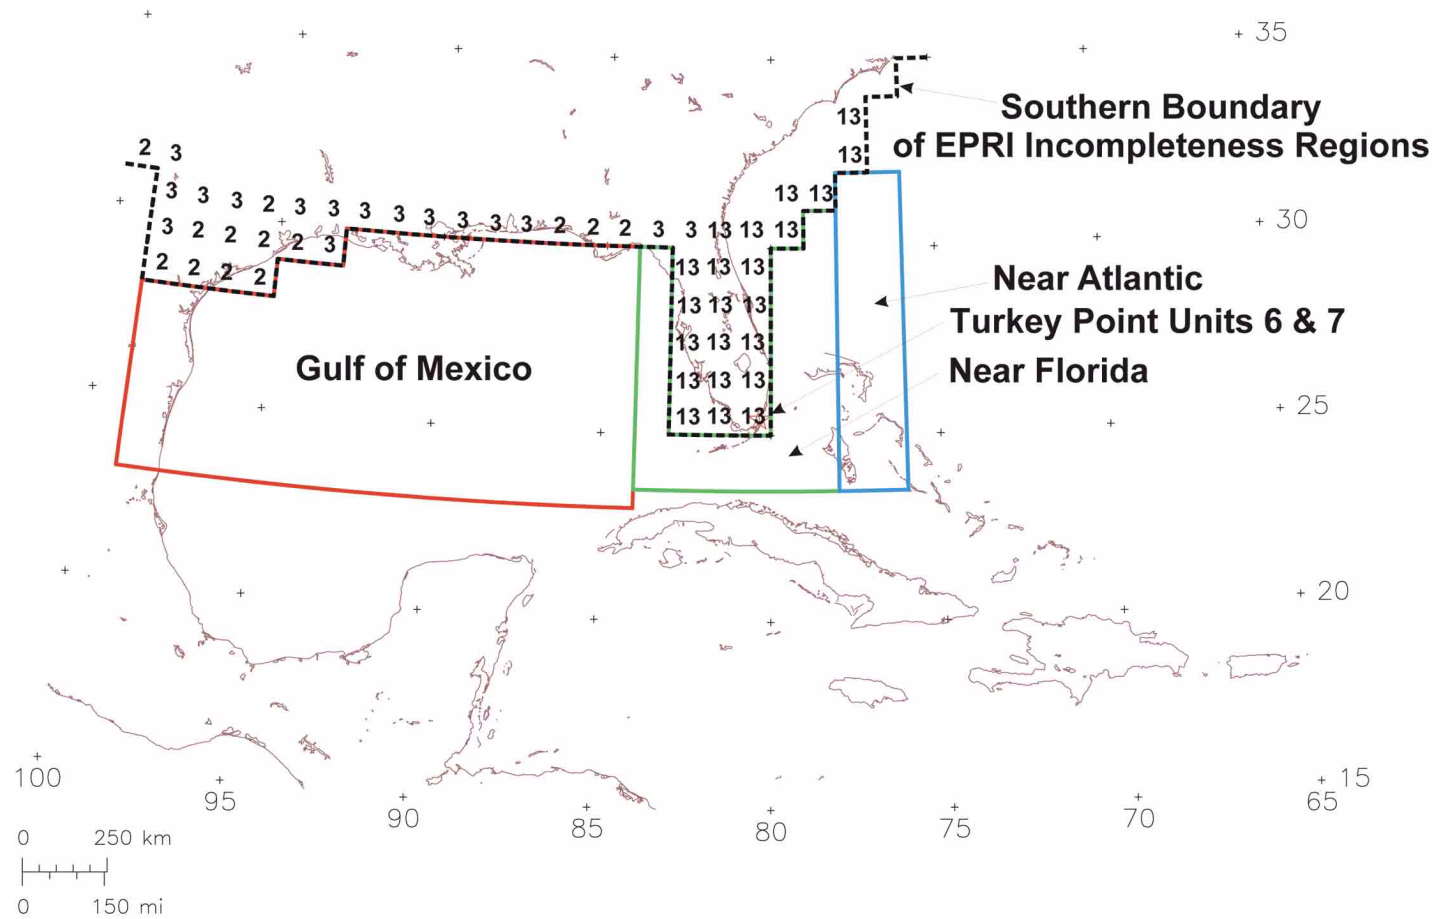 35
Southern Boundary
of EPRI Incompleteness Regions
13
13
2 3
3 3 3 2 3 3 3 3 3 3 3 3 2 2 2 3 3 13 13 13
13 13
30
3 2 2 2 2 3
2 2 2 2
13 13 13
13 13 13
13 13 13
13 13 13
13 13 13
Near Atlantic
Turkey Point Units 6 & 7
Near Florida
Gulf of Mexico
25
20
15
100
95
90
85
80
75
70
65
0 250 km
0 150 mi